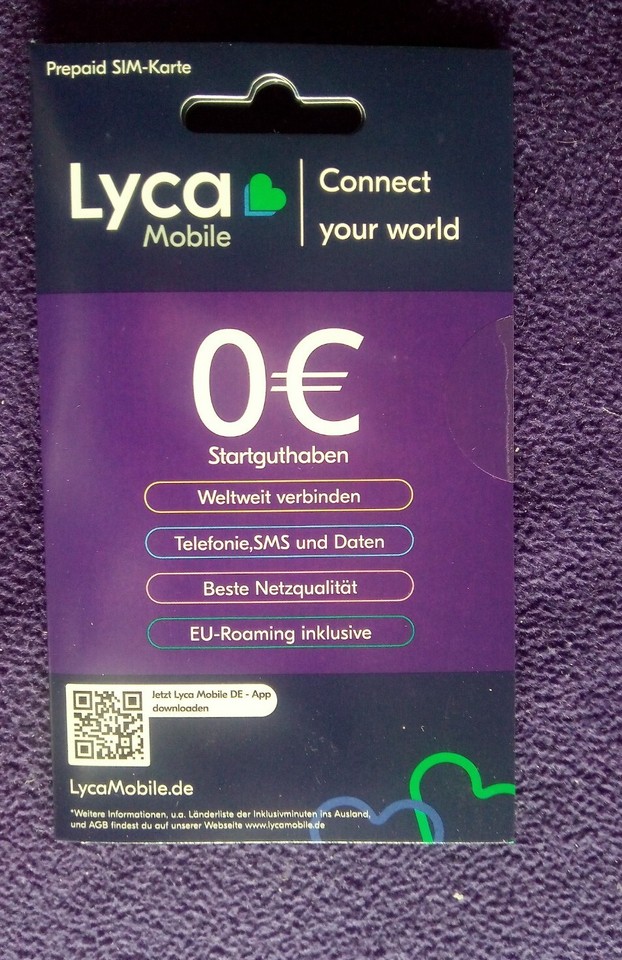 Prepaid SIM-Karte
Lyca
Mobile
Connect
your world
0€
Startguthaben
Weltweit verbinden
Telefonie,SMS und Daten
Beste Netzqualität
EU-Roaming inklusive
Jetzt Lyca Mobile DE - App
downloaden
LycaMobile.de
*Weitere Informationen, u.a. Länderliste der Inklusivminuten ins Ausland,
und AGB findest du auf unserer Webseite www.lycamobile.de